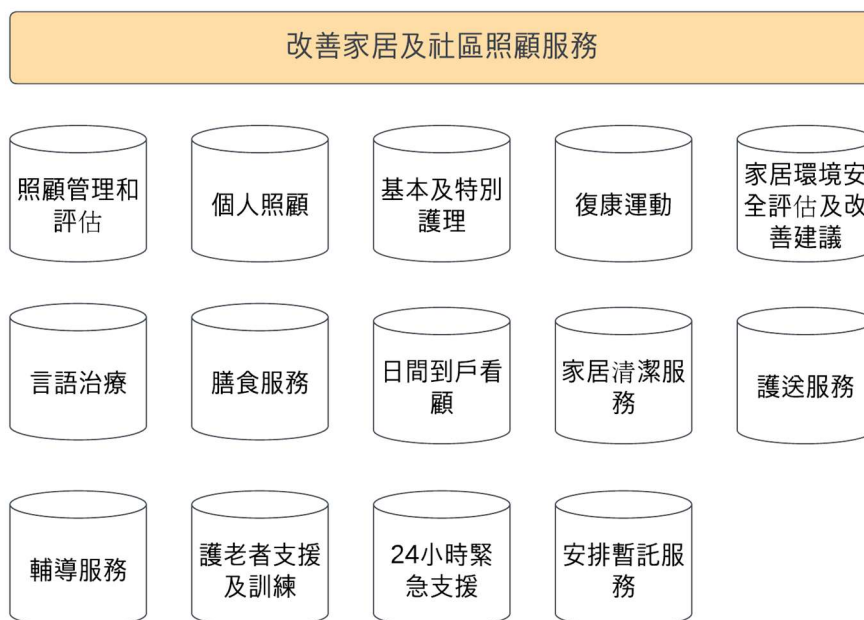 改善家居及社區照顧服務
照顧管理和
評估
個人照顧
基本及特別
護理
復康運動
家居環境安
全評估及改
善建議
言語治療
膳食服務
日間到戶看
顧
家居清潔服
務
護送服務
輔導服務
護老者支援
及訓練
24小時緊
急支援
安排暫託服
務